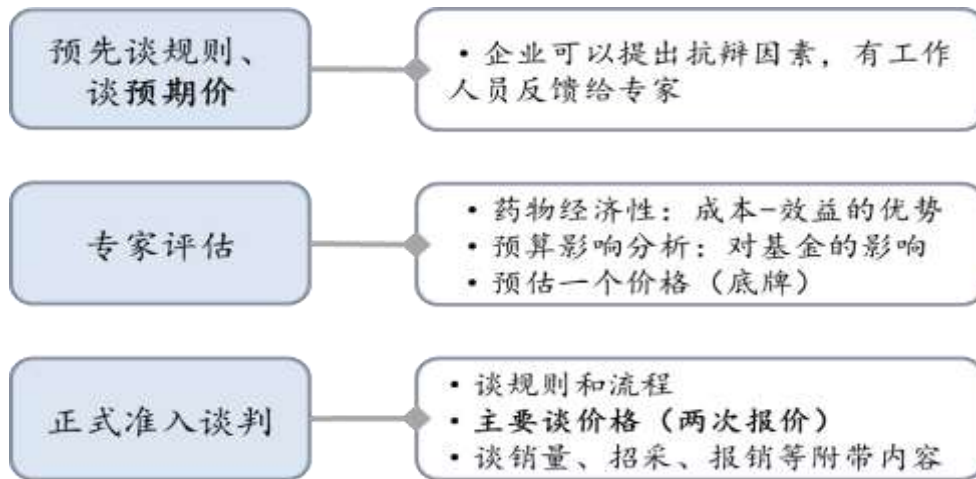 预先谈规则、
谈预期价
• 企业可以提出抗辩因素，有工作
人员反馈给专家
专家评估
• 药物经济性：成本-效益的优势
• 预算影响分析：对基金的影响
• 预估一个价格（底牌）
正式准入谈判
• 谈规则和流程
• 主要谈价格（两次报价）
• 谈销量、招采、报销等附带内容